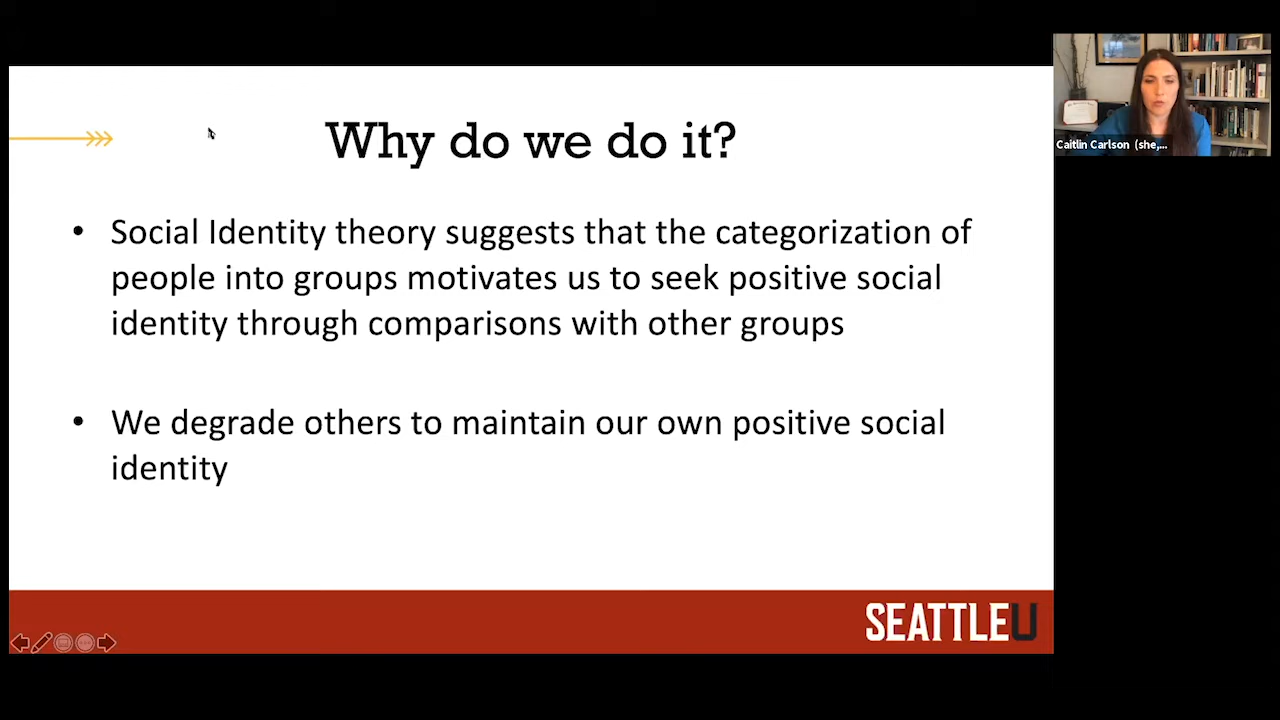 Why do we do it?
• Social Identity theory suggests that the categorization of
people into groups motivates us to seek positive social
identity through comparisons with other groups
• We degrade others to maintain our own positive social
identity
SEATTLEU
Caitlin Carlson (she,...